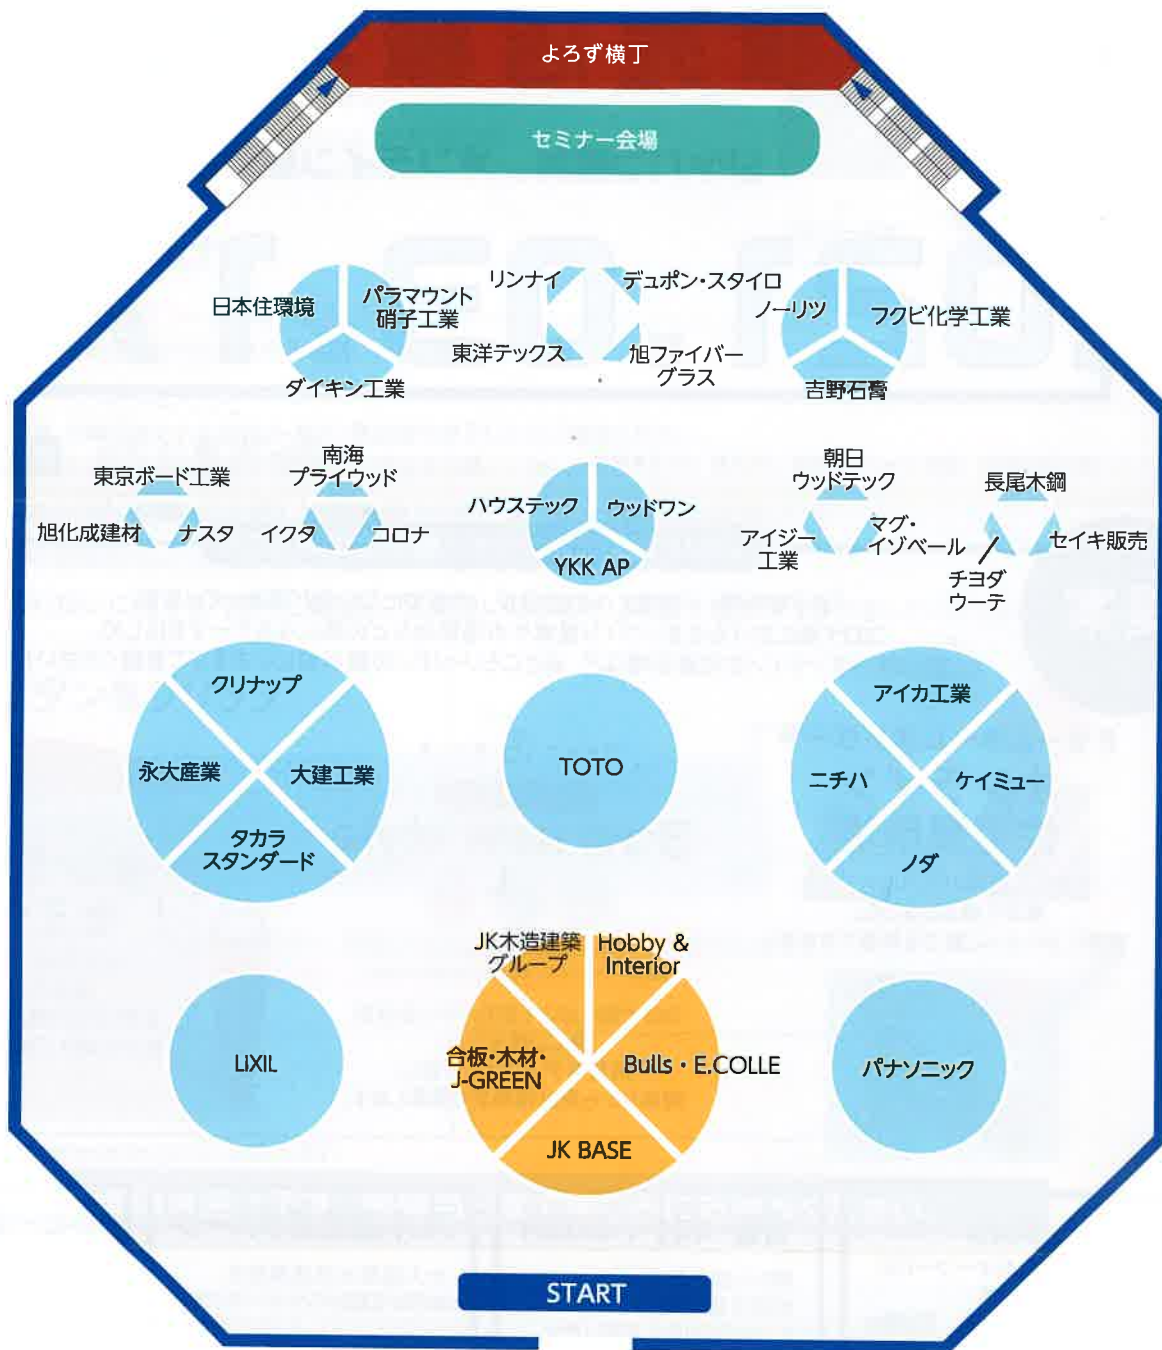 よろず横丁
セミナー会場
日本住環境
パラマウント
硝子工業
ダイキン工業
リンナイ
デュポン・スタイロ
東洋テックス
旭ファイバー
グラス
ノーリツ
フクビ化学工業
吉野石膏
東京ボード工業
旭化成建材
ナスタ
南海
プライウッド
イクタ
コロナ
ハウステック
ウッドワン
YKK AP
朝日
ウッドテック
アイジー
工業
マグ・
イゾベール
長尾木鋼
チヨダ
ウーテ
セイキ販売
クリナップ
永大産業
大建工業
タカラ
スタンダード
TOTO
アイカ工業
ニチハ
ケイミュー
ノダ
LIXIL
JK木造建築
グループ
Hobby &
Interior
合板・木材・
J-GREEN
Bulls・E.COLLE
JK BASE
パナソニック
START